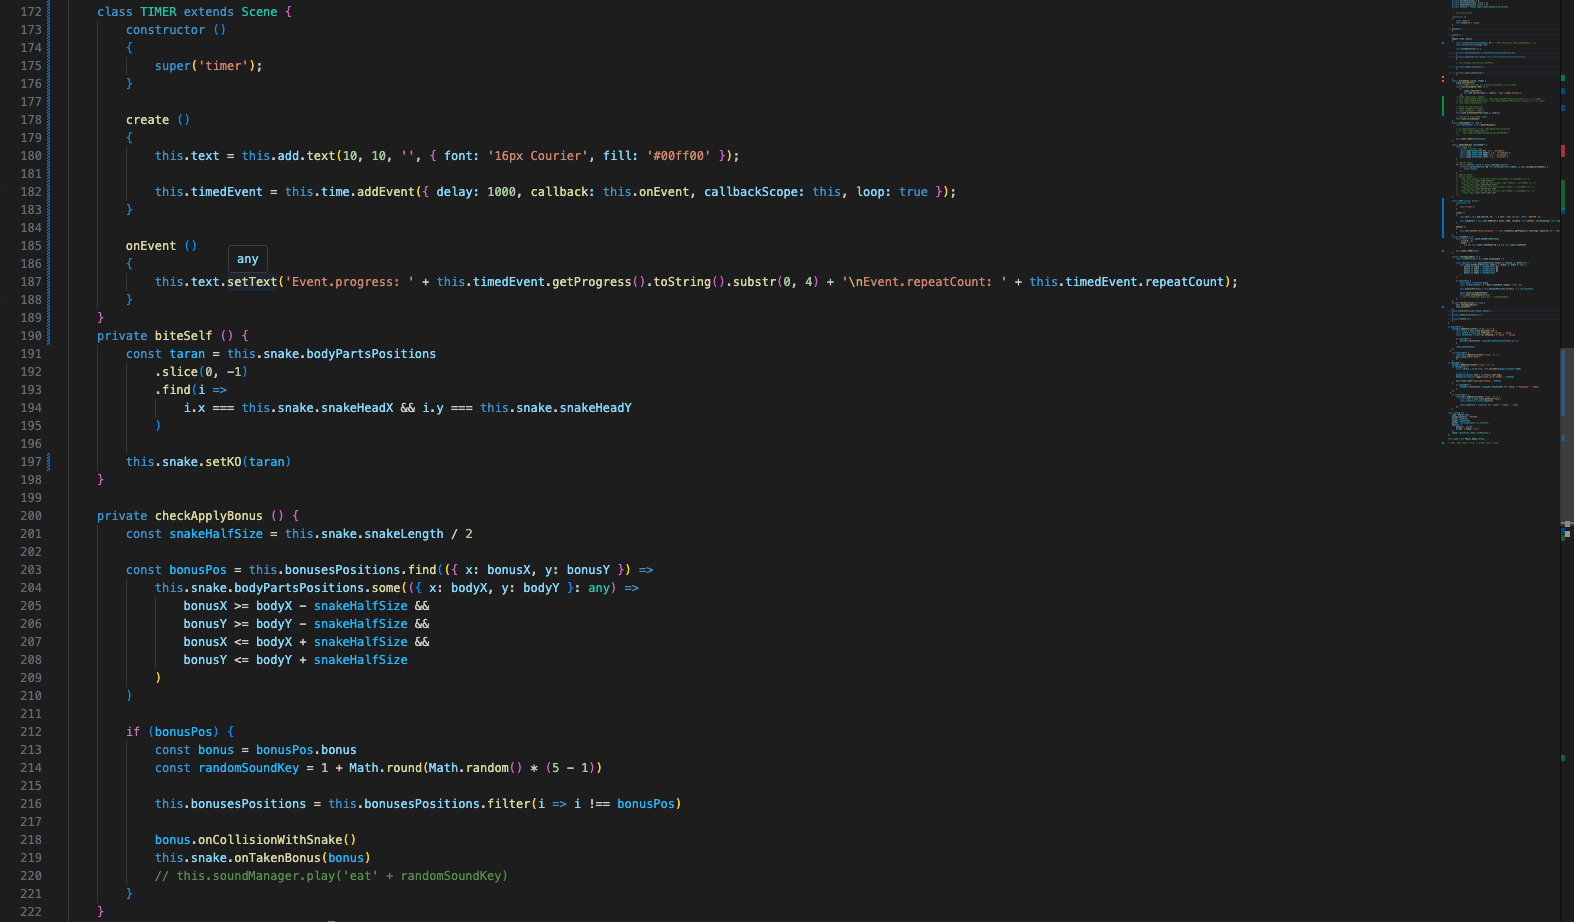 172 class TIMER extends Scene {
173 constructor ()
174 {
175 super('timer');
176 }
177
178 create ()
179 {
180 this.text = this.add.text(10, 10, '', { font: '16px Courier', fill: '#00ff00' });
181
182 this.timedEvent = this.time.addEvent({ delay: 1000, callback: this.onEvent, callbackScope: this, loop: true });
183 }
184
185 onEvent ()
any
186 {
187 this.text.setText('Event.progress: ' + this.timedEvent.getProgress().toString().substr(0, 4) + '\nEvent.repeatCount: ' + this.timedEvent.repeatCount);
188 }
189 }
190 private biteSelf () {
191 const taran = this.snake.bodyPartsPositions
192 .slice(0, -1)
193 .find(i =>
194 i.x === this.snake.snakeHeadX && i.y === this.snake.snakeHeadY
195 )
196
197 this.snake.setKO(taran)
198 }
199
200 private checkApplyBonus () {
201 const snakeHalfSize = this.snake.snakeLength / 2
202
203 const bonusPos = this.bonusesPositions.find(({ x: bonusX, y: bonusY }) =>
204 this.snake.bodyPartsPositions.some(({ x: bodyX, y: bodyY }: any) =>
205 bonusX >= bodyX - snakeHalfSize &&
206 bonusY >= bodyY - snakeHalfSize &&
207 bonusX <= bodyX + snakeHalfSize &&
208 bonusY <= bodyY + snakeHalfSize
209 )
210 )
211
212 if (bonusPos) {
213 const bonus = bonusPos.bonus
214 const randomSoundKey = 1 + Math.round(Math.random() * (5 - 1))
215
216 this.bonusesPositions = this.bonusesPositions.filter(i => i !== bonusPos)
217
218 bonus.onCollisionWithSnake()
219 this.snake.onTakenBonus(bonus)
220 // this.soundManager.play('eat' + randomSoundKey)
221 }
222 }